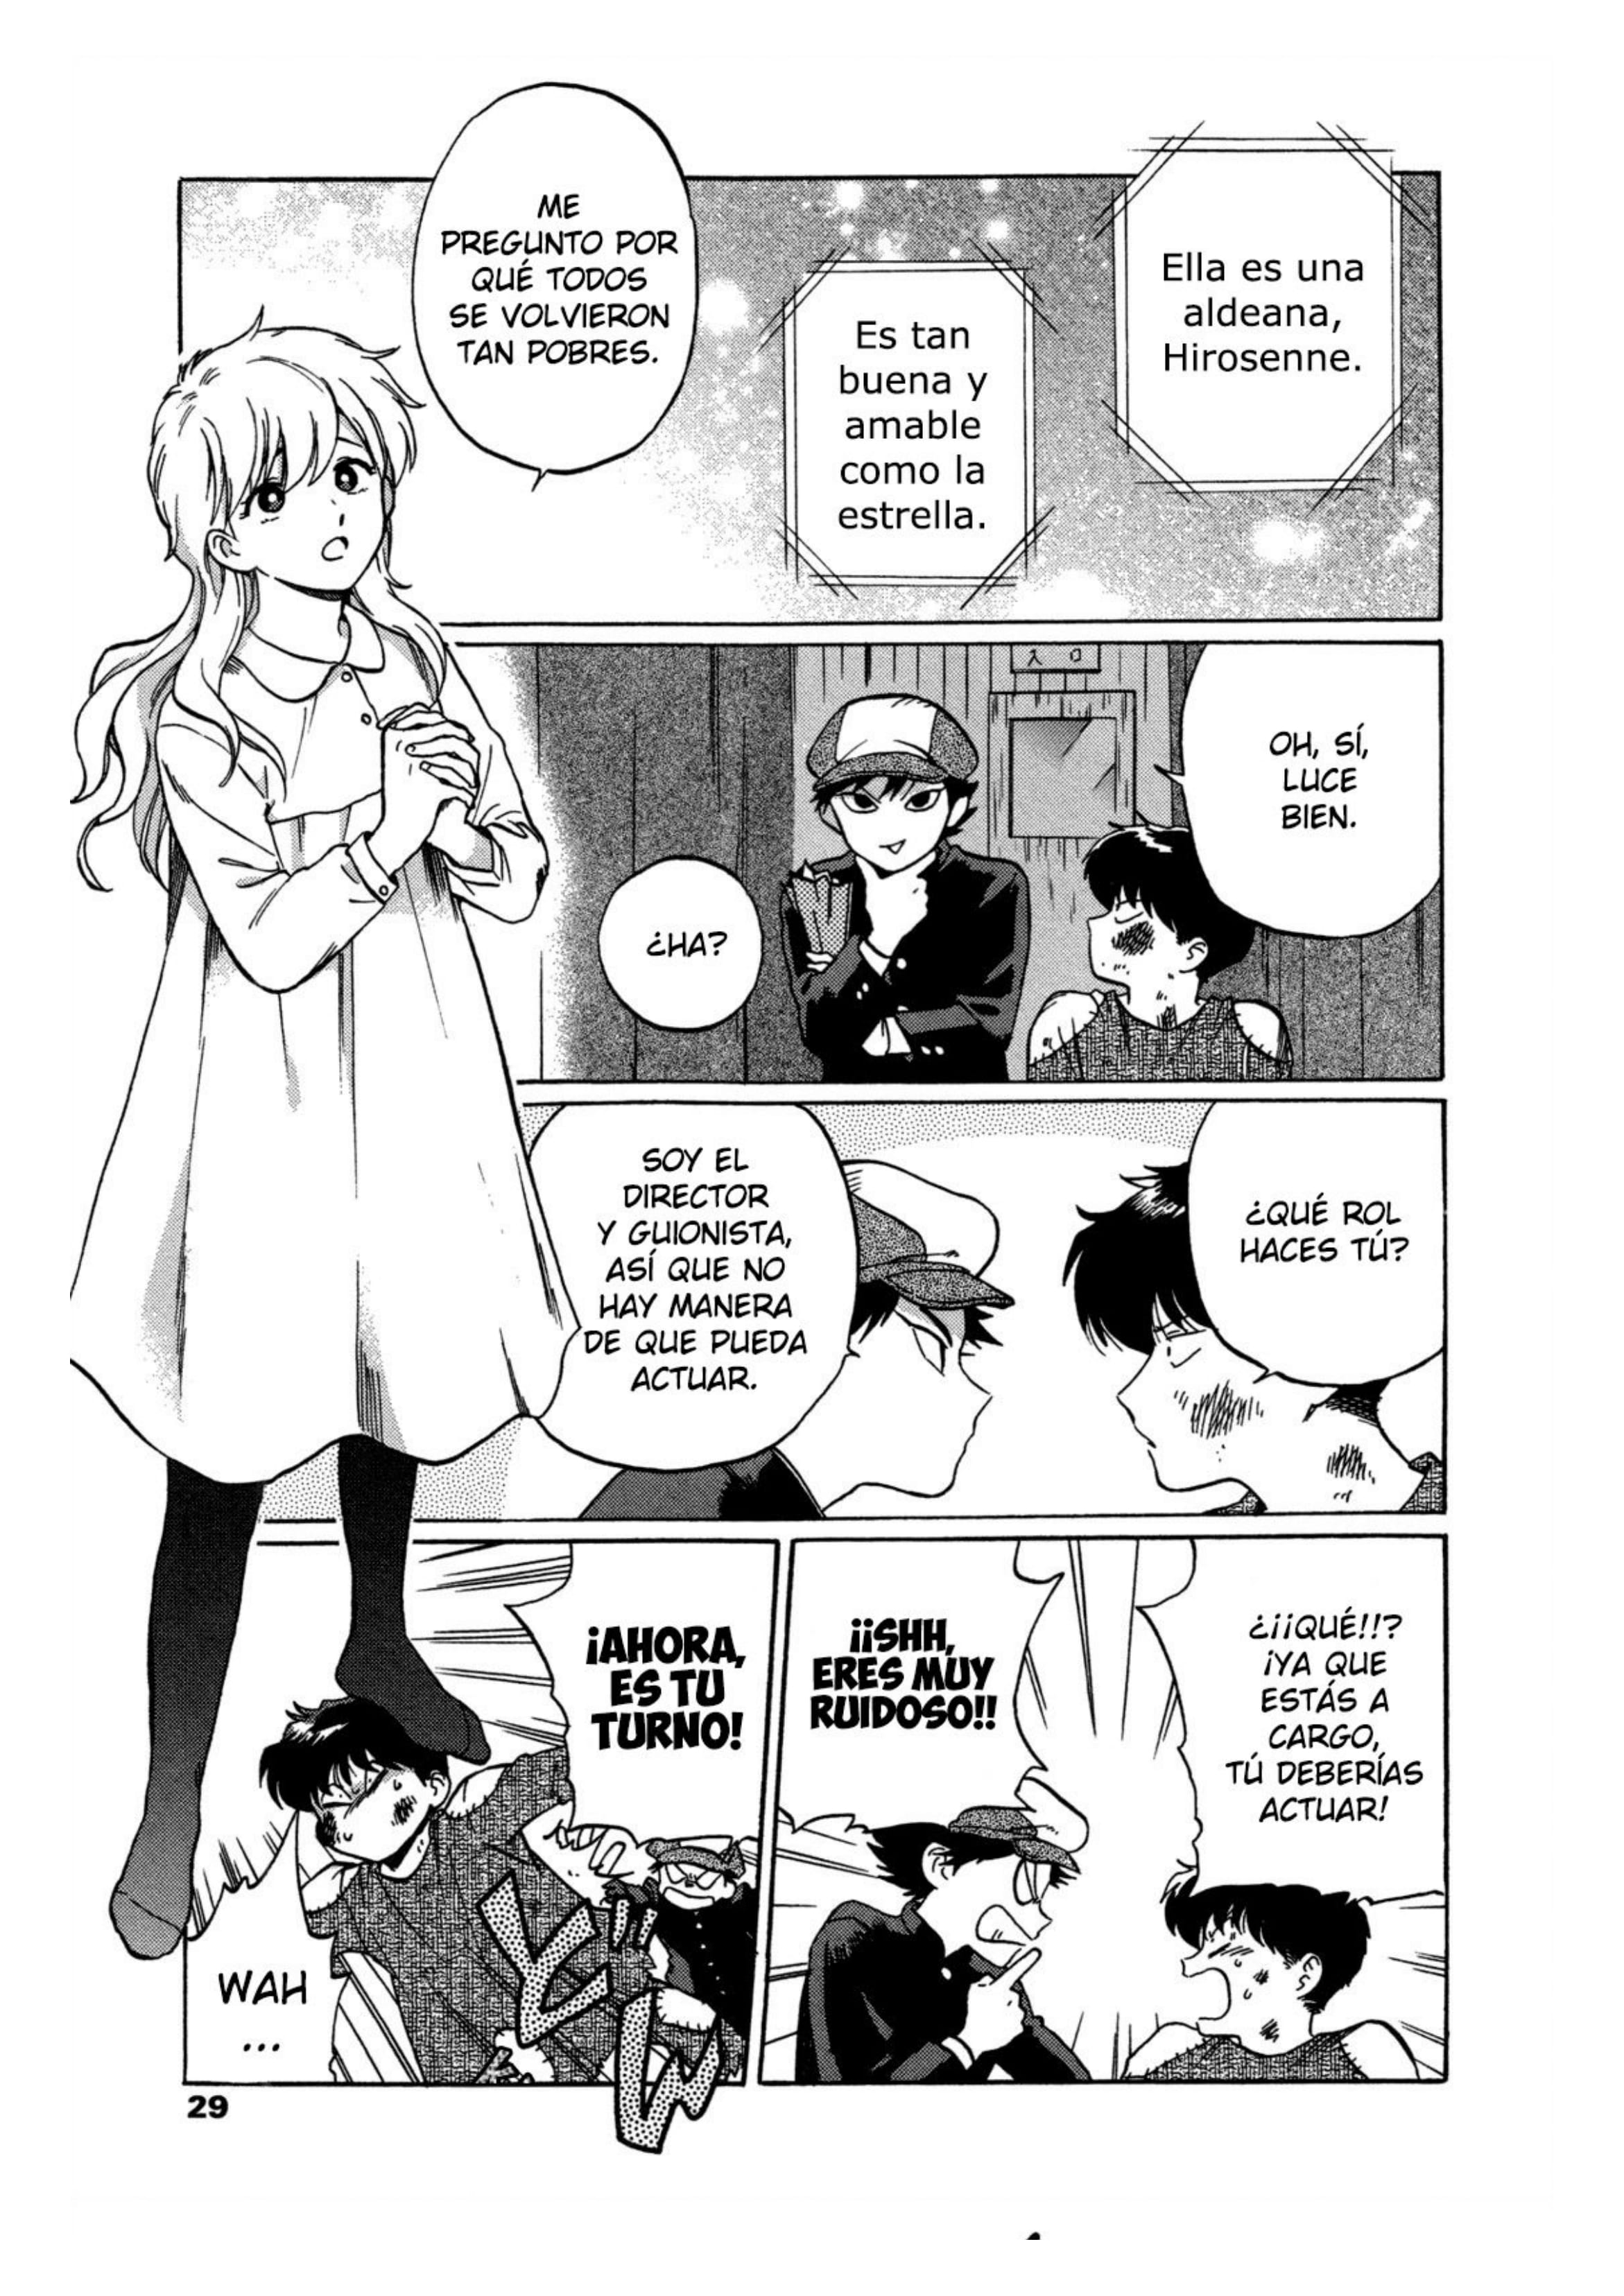 Ella es una
aldeana,
Hirosenne.
Es tan
buena y
amable
como la
estrella.
ME
PREGUNTO POR
QUÉ TODOS
SE VOLVIERON
TAN POBRES.
入口
OH, SÍ,
LUCE
BIEN.
¿HA?
¿QUÉ ROL
HACES TÚ?
SOY EL
DIRECTOR
Y GUIONISTA,
ASÍ QUE NO
HAY MANERA
DE QUE PUEDA
ACTUAR.
¿¡¡QUÉ!!?
¡YA QUE
ESTÁS A
CARGO,
TÚ DEBERÍAS
ACTUAR!
¡¡SHH,
ERES MUY
RUIDOSO!!
¡AHORA,
ES TU
TURNO!
WAH
...
29